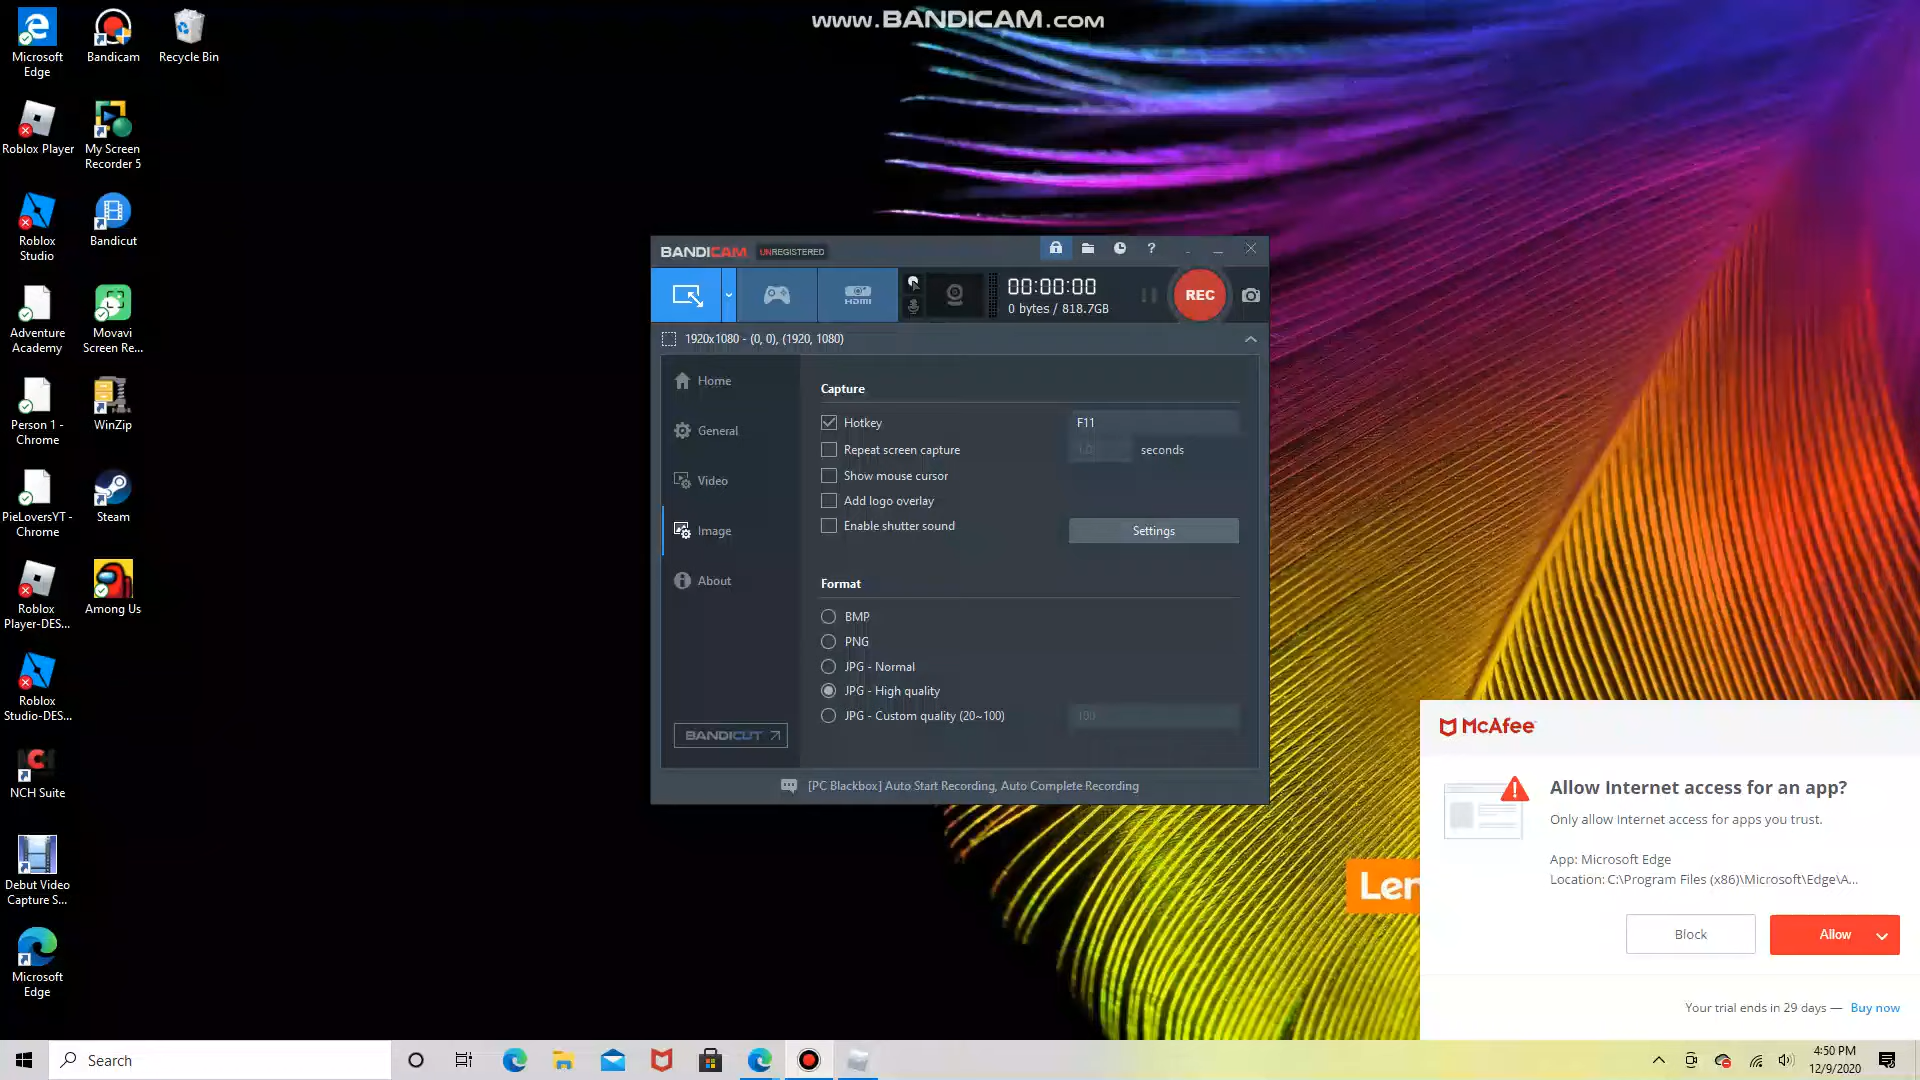 www.BANDICAM.com
Microsoft
Edge
Bandicam
Recycle Bin
Roblox Player
My Screen
Recorder 5
Roblox
Studio
Bandicut
Adventure
Academy
Movavi
Screen Re...
Person 1 -
Chrome
WinZip
PieLoversYT -
Chrome
Steam
Roblox
Player-DES...
Among Us
Roblox
Studio-DES...
NCH
NCH Suite
Debut Video
Capture S...
Microsoft
Edge
BANDICAM UNREGISTERED
?
HDMI
00:00:00
0 bytes / 818.7GB
REC
1920x1080 - (0, 0), (1920, 1080)
Home
General
Video
Image
About
BANDICUT
Capture
Hotkey F11
Repeat screen capture 1.0 seconds
Show mouse cursor
Add logo overlay
Enable shutter sound
Settings
Format
BMP
PNG
JPG - Normal
JPG - High quality
JPG - Custom quality (20~100) 100
[PC Blackbox] Auto Start Recording, Auto Complete Recording
Len
McAfee
Allow Internet access for an app?
Only allow Internet access for apps you trust.
App: Microsoft Edge
Location: C:\Program Files (x86)\Microsoft\Edge\A...
Block
Allow
Your trial ends in 29 days — Buy now
Search
4:50 PM
12/9/2020